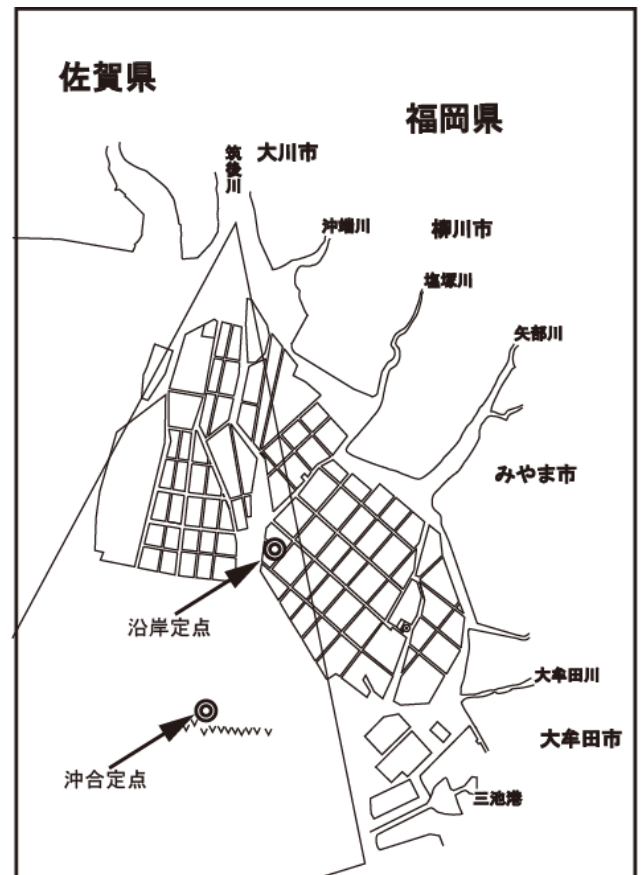 佐賀県
福岡県
筑後川
大川市
沖端川
柳川市
塩塚川
矢部川
みやま市
沿岸定点
大牟田川
大牟田市
沖合定点
三池港